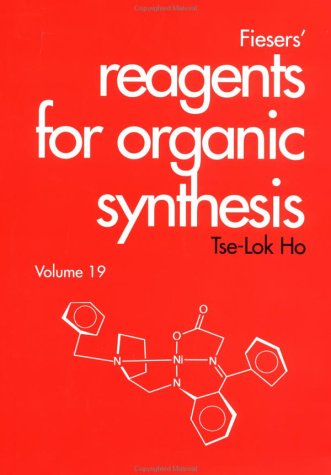 Fiesers'
reagents
for organic
synthesis
Tse-Lok Ho
Volume 19
O
O
N
Ni
N
N